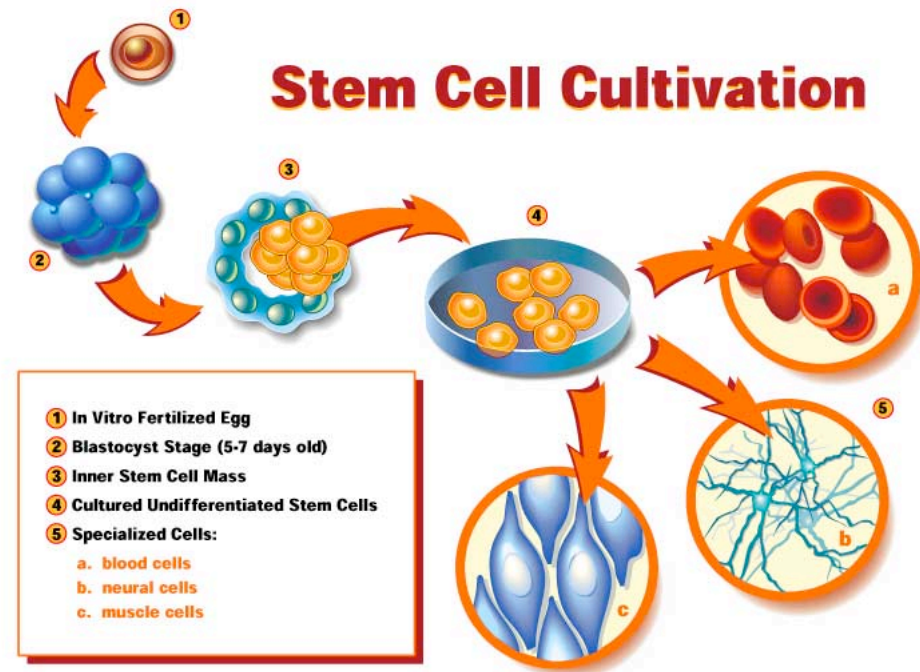 Stem Cell Cultivation
1
2
3
4
5
a
b
c
1 In Vitro Fertilized Egg
2 Blastocyst Stage (5-7 days old)
3 Inner Stem Cell Mass
4 Cultured Undifferentiated Stem Cells
5 Specialized Cells:
a. blood cells
b. neural cells
c. muscle cells